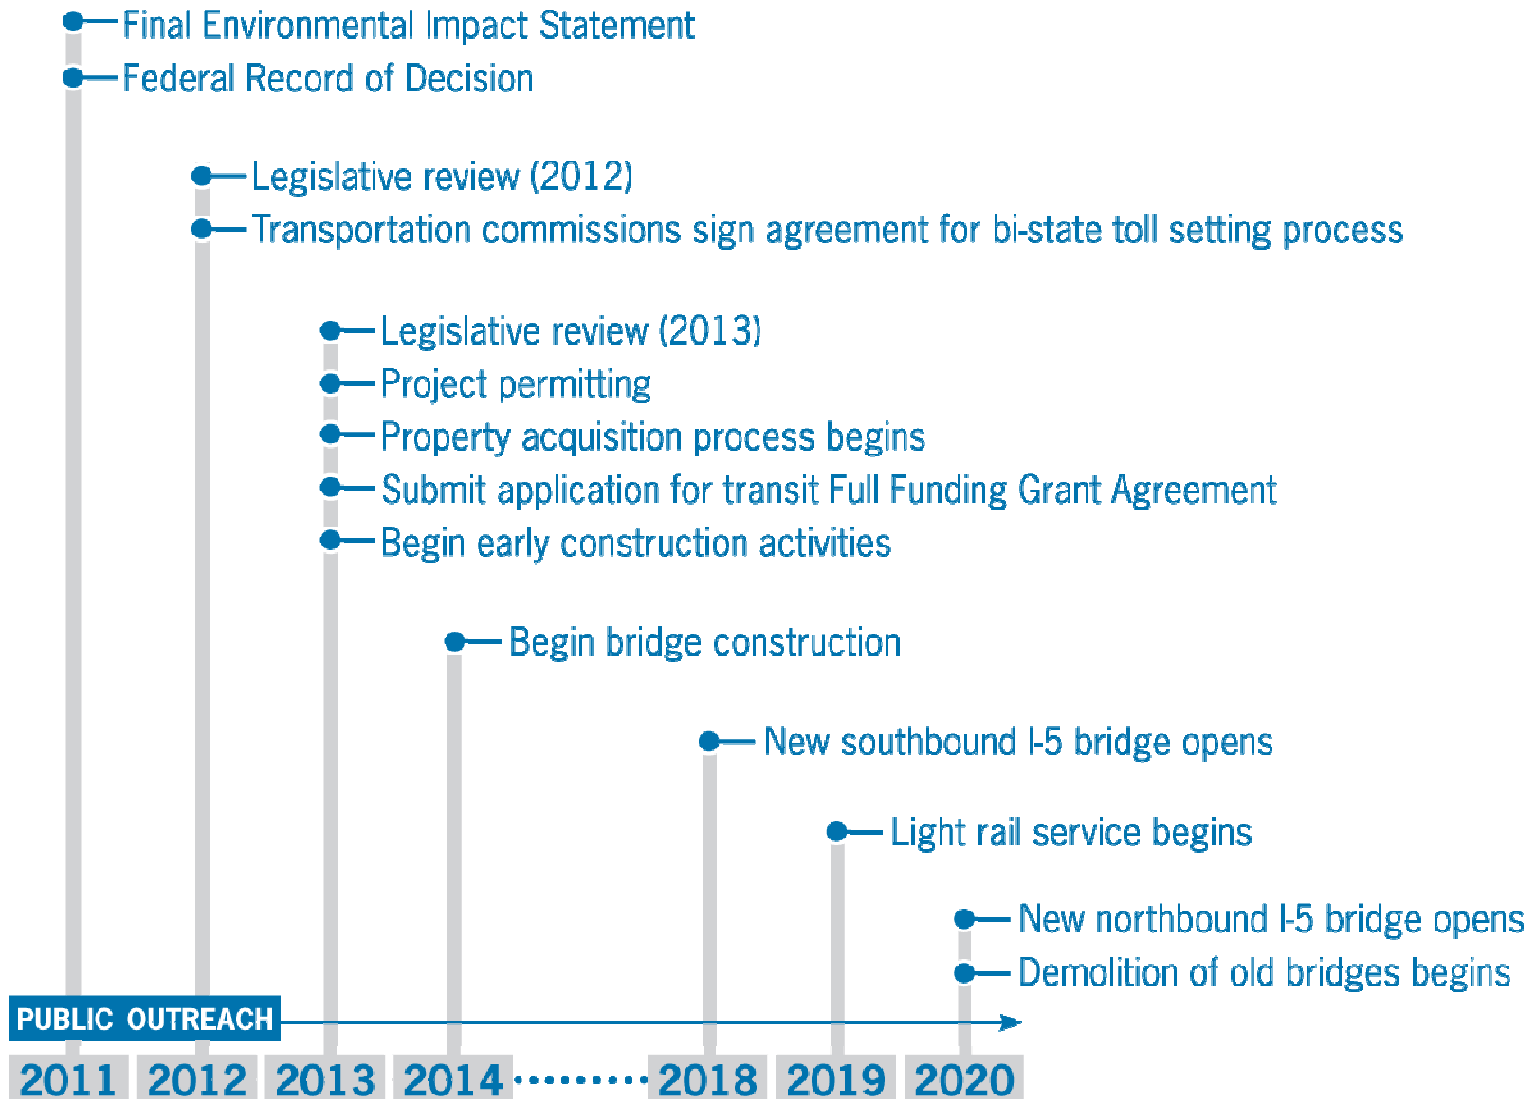 Final Environmental Impact Statement
Federal Record of Decision
Legislative review (2012)
Transportation commissions sign agreement for bi-state toll setting process
Legislative review (2013)
Project permitting
Property acquisition process begins
Submit application for transit Full Funding Grant Agreement
Begin early construction activities
Begin bridge construction
New southbound I-5 bridge opens
Light rail service begins
New northbound I-5 bridge opens
Demolition of old bridges begins
PUBLIC OUTREACH
2011 2012 2013 2014 2018 2019 2020